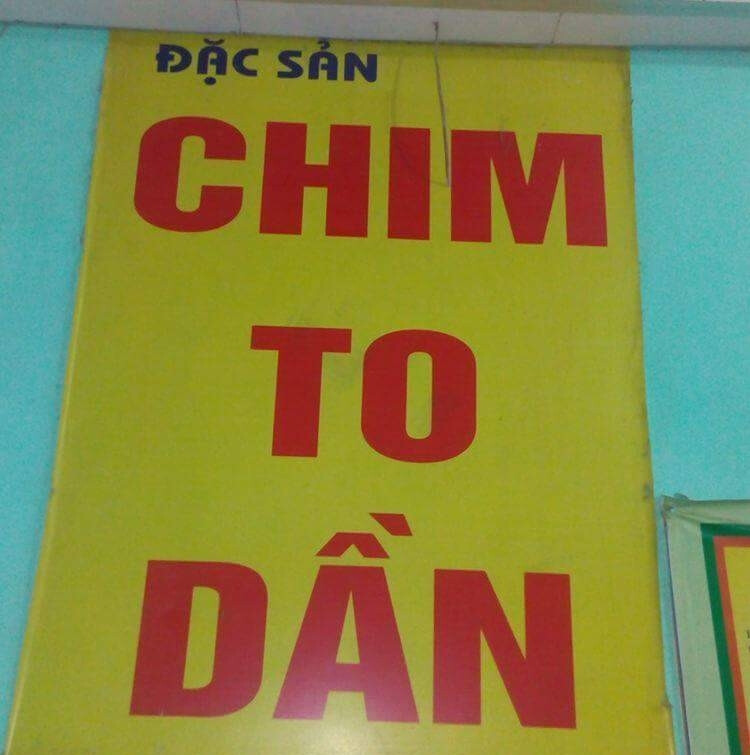 ĐẶC SẢN
CHIM
TO
DẦN